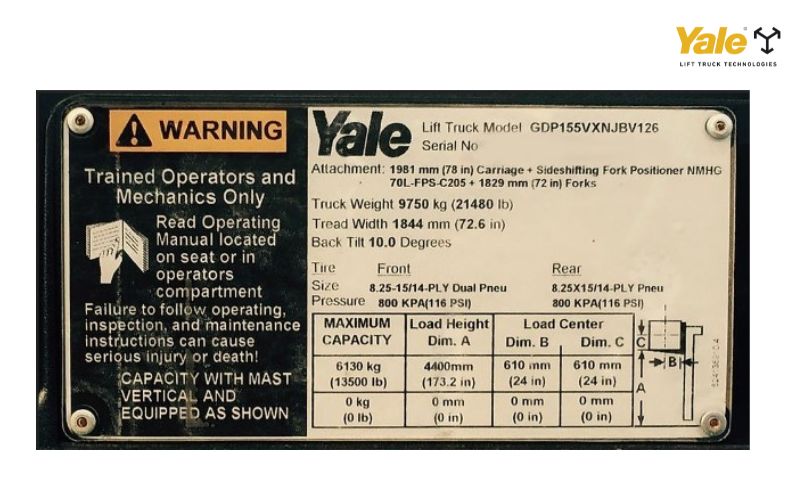 Yale
LIFT TRUCK TECHNOLOGIES
WARNING
Trained Operators and
Mechanics Only
Read Operating
Manual located
on seat or in
operators
compartment
Failure to follow operating,
inspection, and maintenance
instructions can cause
serious injury or death!
CAPACITY WITH MAST
VERTICAL AND
EQUIPPED AS SHOWN
Yale
Lift Truck Model GDP155VXNJBV126
Serial No
Attachment: 1981 mm (78 in) Carriage + Sideshifting Fork Positioner NMHG
70L-FPS-C205 + 1829 mm (72 in) Forks
Truck Weight 9750 kg (21480 lb)
Tread Width 1844 mm (72.6 in)
Back Tilt 10.0 Degrees
Tire Front Rear
Size 8.25-15/14-PLY Dual Pneu 8.25X15/14-PLY Pneu
Pressure 800 KPA(116 PSI) 800 KPA(116 PSI)
MAXIMUM Load Height Load Center
CAPACITY Dim. A Dim. B Dim. C
6130 kg 4400mm 610 mm 610 mm
(13500 lb) (173.2 in) (24 in) (24 in)
0 kg 0 mm 0 mm 0 mm
(0 lb) (0 in) (0 in) (0 in)
C
B
A